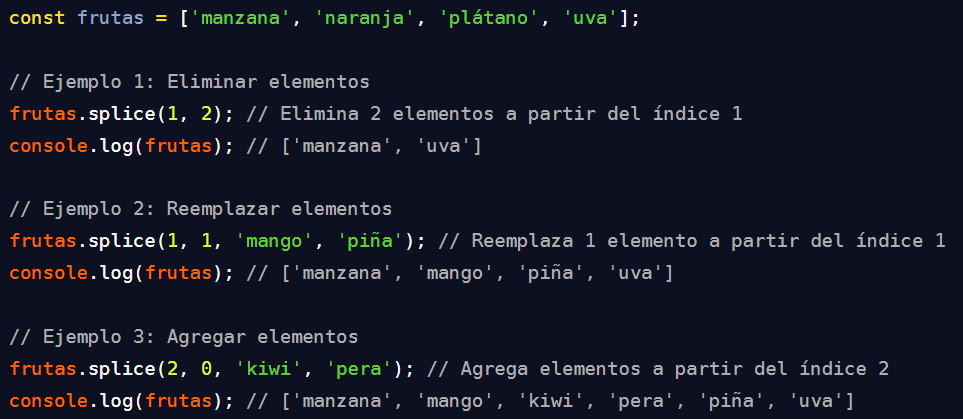 const frutas = ['manzana', 'naranja', 'plátano', 'uva'];
// Ejemplo 1: Eliminar elementos
frutas.splice(1, 2); // Elimina 2 elementos a partir del índice 1
console.log(frutas); // ['manzana', 'uva']
// Ejemplo 2: Reemplazar elementos
frutas.splice(1, 1, 'mango', 'piña'); // Reemplaza 1 elemento a partir del índice 1
console.log(frutas); // ['manzana', 'mango', 'piña', 'uva']
// Ejemplo 3: Agregar elementos
frutas.splice(2, 0, 'kiwi', 'pera'); // Agrega elementos a partir del índice 2
console.log(frutas); // ['manzana', 'mango', 'kiwi', 'pera', 'piña', 'uva']